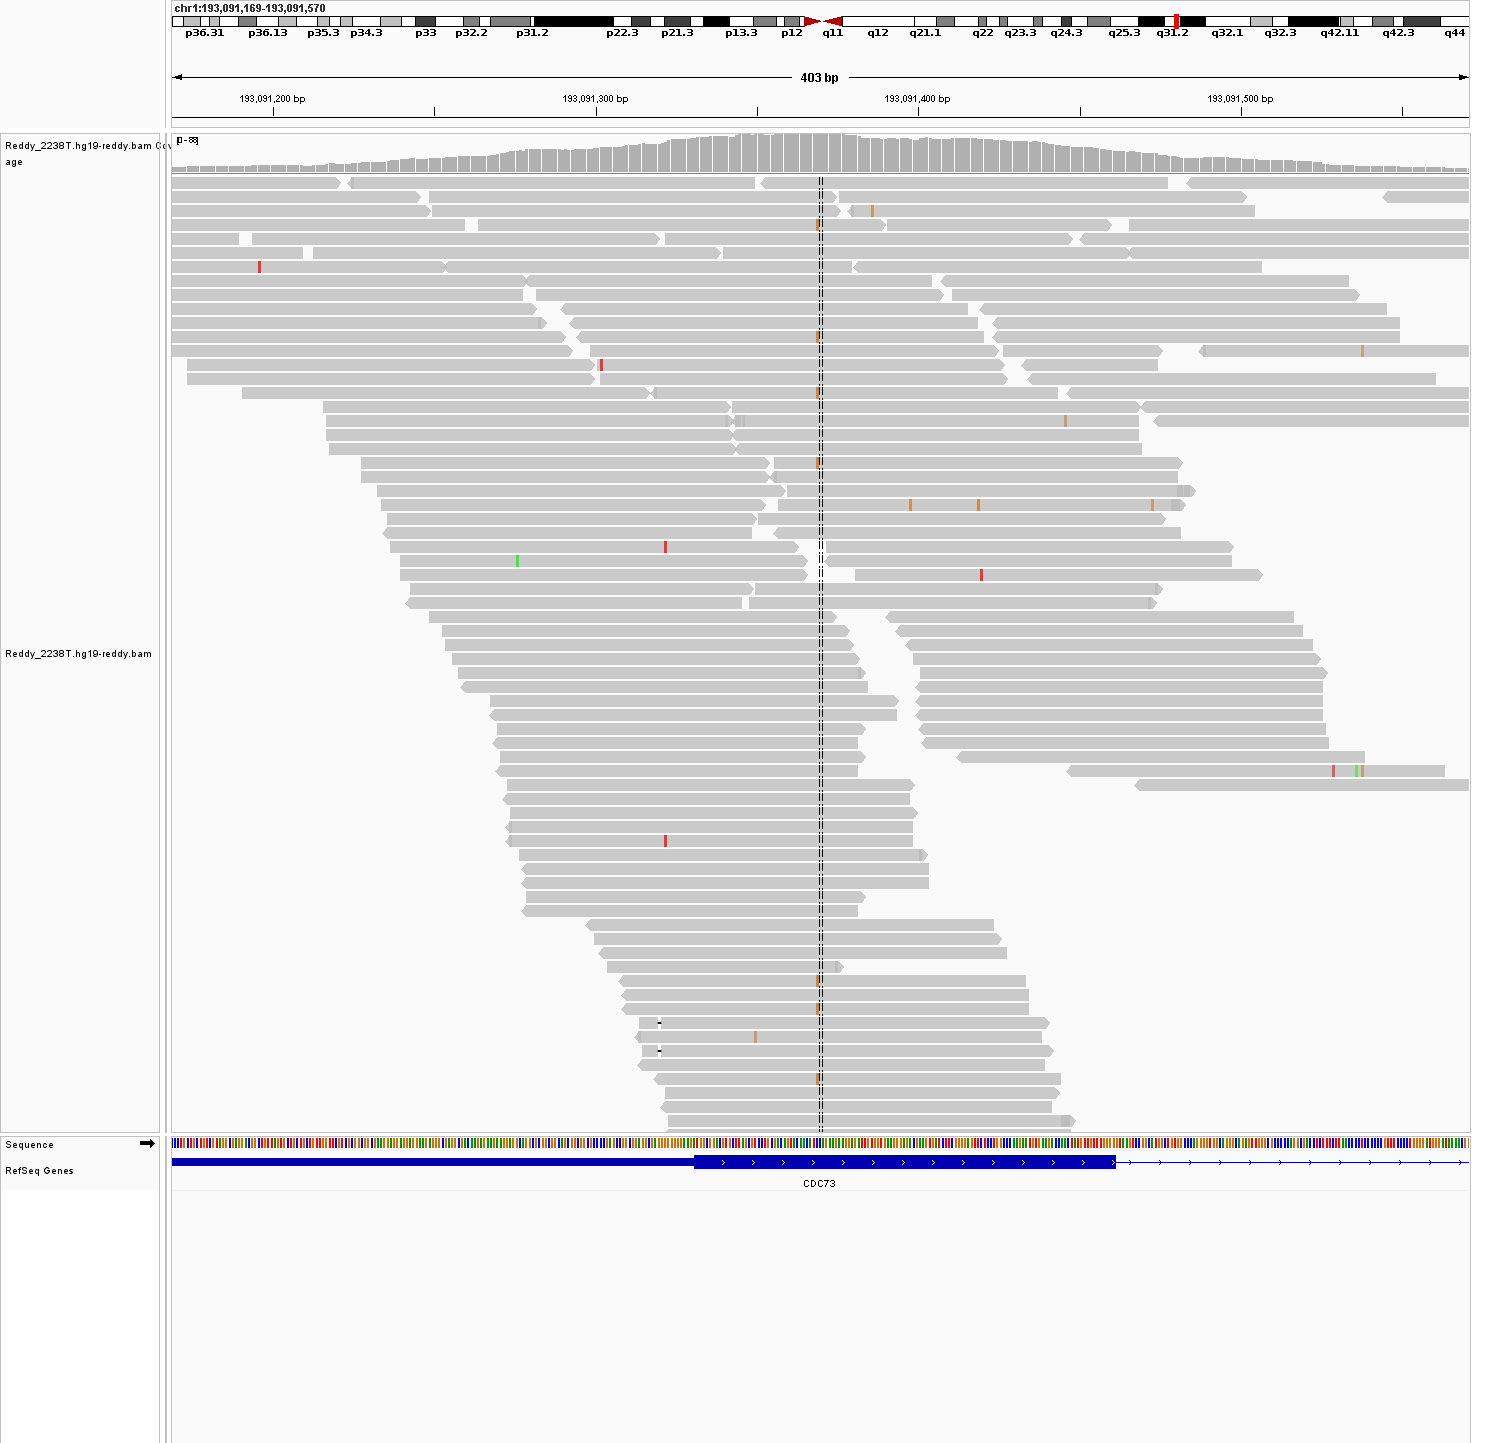 chr1:193,091,169-193,091,570
p36.31 p36.13 p35.3 p34.3 p33 p32.2 p31.2 p22.3 p21.3 p13.3 p12 q11 q12 q21.1 q22 q23.3 q24.3 q25.3 q31.2 q32.1 q32.3 q42.11 q42.3 q44
403 bp
193,091,200 bp 193,091,300 bp 193,091,400 bp 193,091,500 bp
Reddy_2238T.hg19-reddy.bam Cov
age
Reddy_2238T.hg19-reddy.bam
Sequence
RefSeq Genes
CDC73